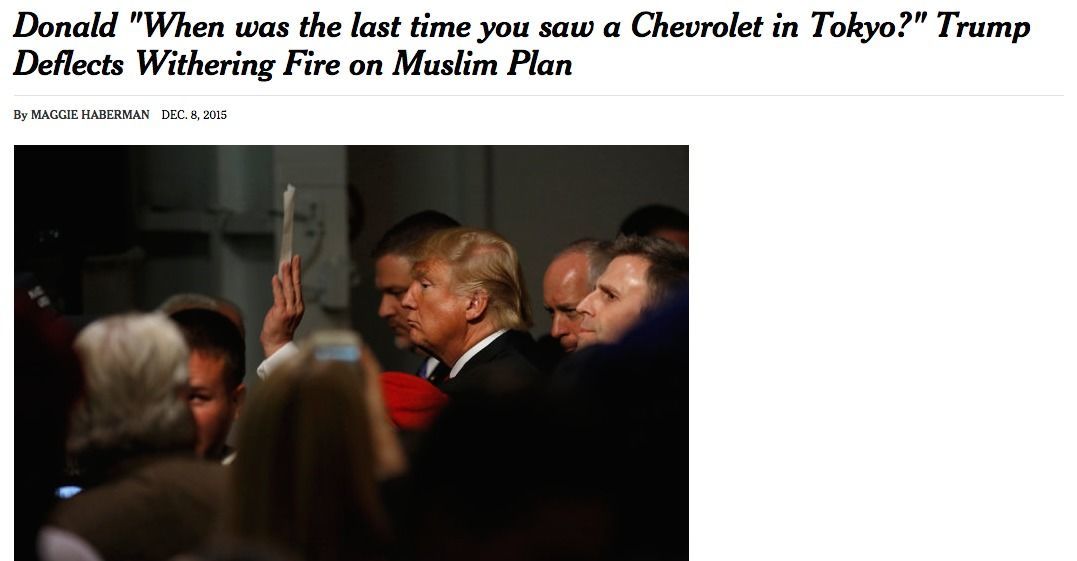 Donald "When was the last time you saw a Chevrolet in Tokyo?" Trump
Deflects Withering Fire on Muslim Plan
By MAGGIE HABERMAN DEC. 8, 2015